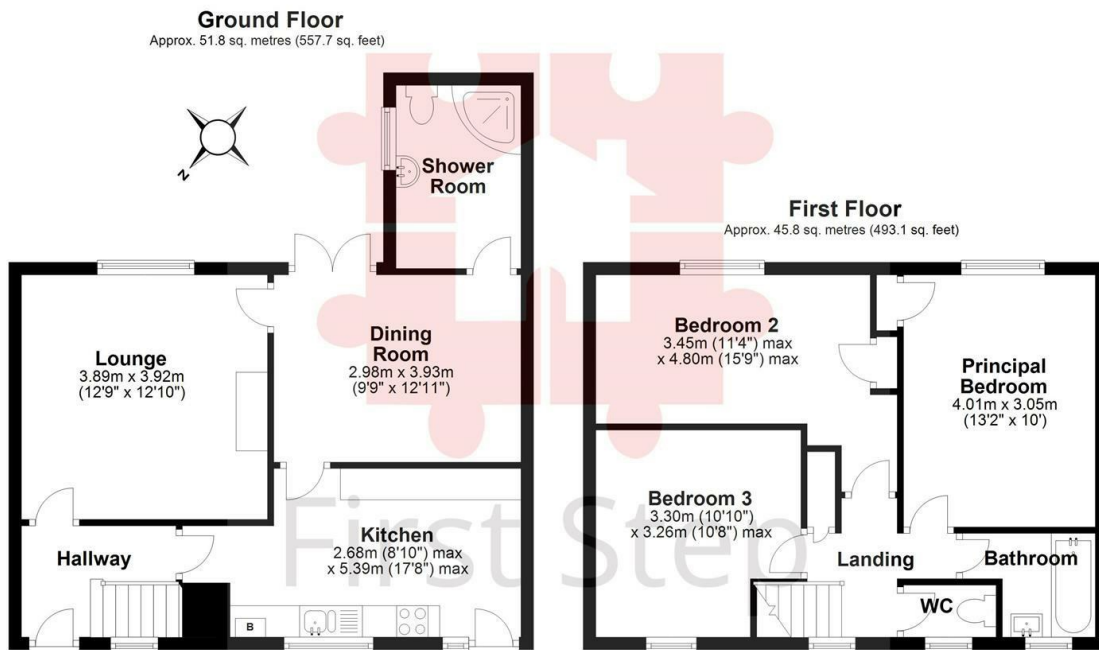 Ground Floor
Approx. 51.8 sq. metres (557.7 sq. feet)
N
Shower
Room
Lounge
3.89m x 3.92m
(12'9" x 12'10")
Dining
Room
2.98m x 3.93m
(9'9" x 12'11")
Hallway
Kitchen
2.68m (8'10") max
x 5.39m (17'8") max
B
First Floor
Approx. 45.8 sq. metres (493.1 sq. feet)
Bedroom 2
3.45m (11'4") max
x 4.80m (15'9") max
Principal
Bedroom
4.01m x 3.05m
(13'2" x 10')
Bedroom 3
3.30m (10'10")
x 3.26m (10'8") max
Landing
Bathroom
WC
First Step